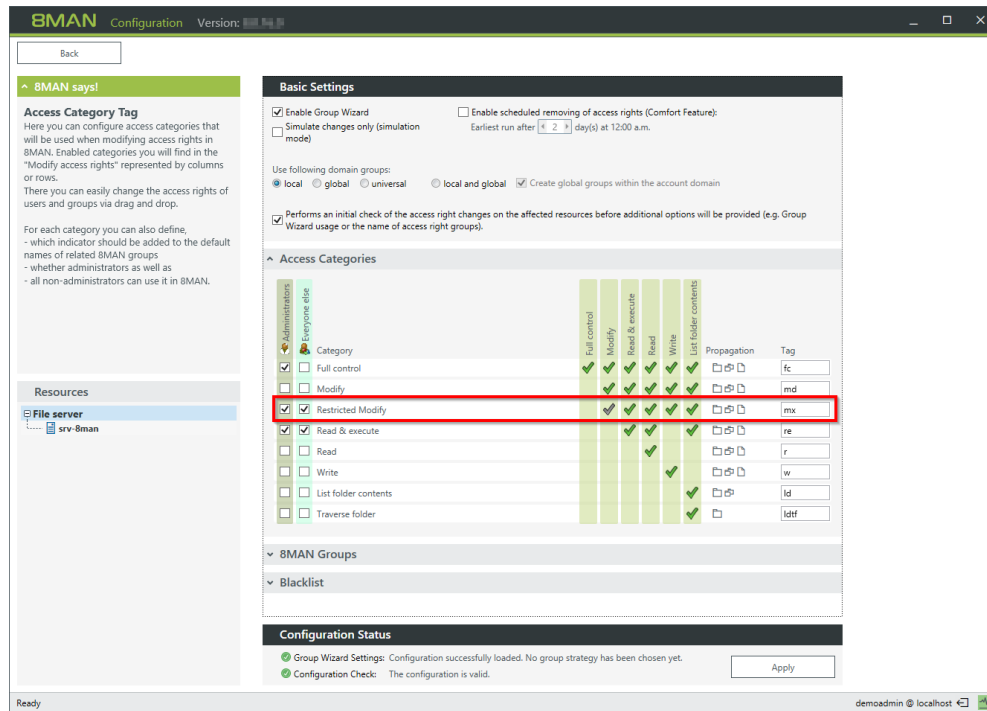 8MAN Configuration Version:
Back
8MAN says!
Access Category Tag
Here you can configure access categories that
will be used when modifying access rights in
8MAN. Enabled categories you will find in the
"Modify access rights" represented by columns
or rows.
There you can easily change the access rights of
users and groups via drag and drop.
For each category you can also define,
- which indicator should be added to the default
names of related 8MAN groups
- whether administrators as well as
- all non-administrators can use it in 8MAN.
Resources
File server
srv-8man
Basic Settings
Enable Group Wizard
Enable scheduled removing of access rights (Comfort Feature):
Simulate changes only (simulation
mode)
Earliest run after 2 day(s) at 12:00 a.m.
Use following domain groups:
local global universal local and global Create global groups within the account domain
Performs an initial check of the access right changes on the affected resources before additional options will be provided (e.g. Group
Wizard usage or the name of access right groups).
Access Categories
Administrators
Everyone else
Category
Full control
Modify
Read & execute
Read
Write
List folder contents
Propagation
Tag
Full control fc
Modify md
Restricted Modify mx
Read & execute re
Read r
Write w
List folder contents ld
Traverse folder ldtf
8MAN Groups
Blacklist
Configuration Status
Group Wizard Settings: Configuration successfully loaded. No group strategy has been chosen yet.
Configuration Check: The configuration is valid.
Apply
Ready
demoadmin @ localhost